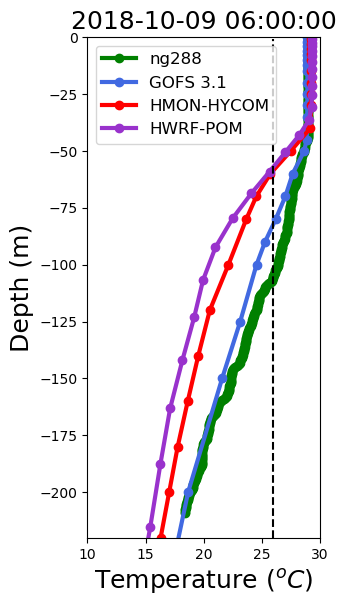 2018-10-09 06:00:00
ng288
GOFS 3.1
HMON-HYCOM
HWRF-POM
Depth (m)
0
−25
−50
−75
−100
−125
−150
−175
−200
10 15 20 25 30
Temperature (°C)